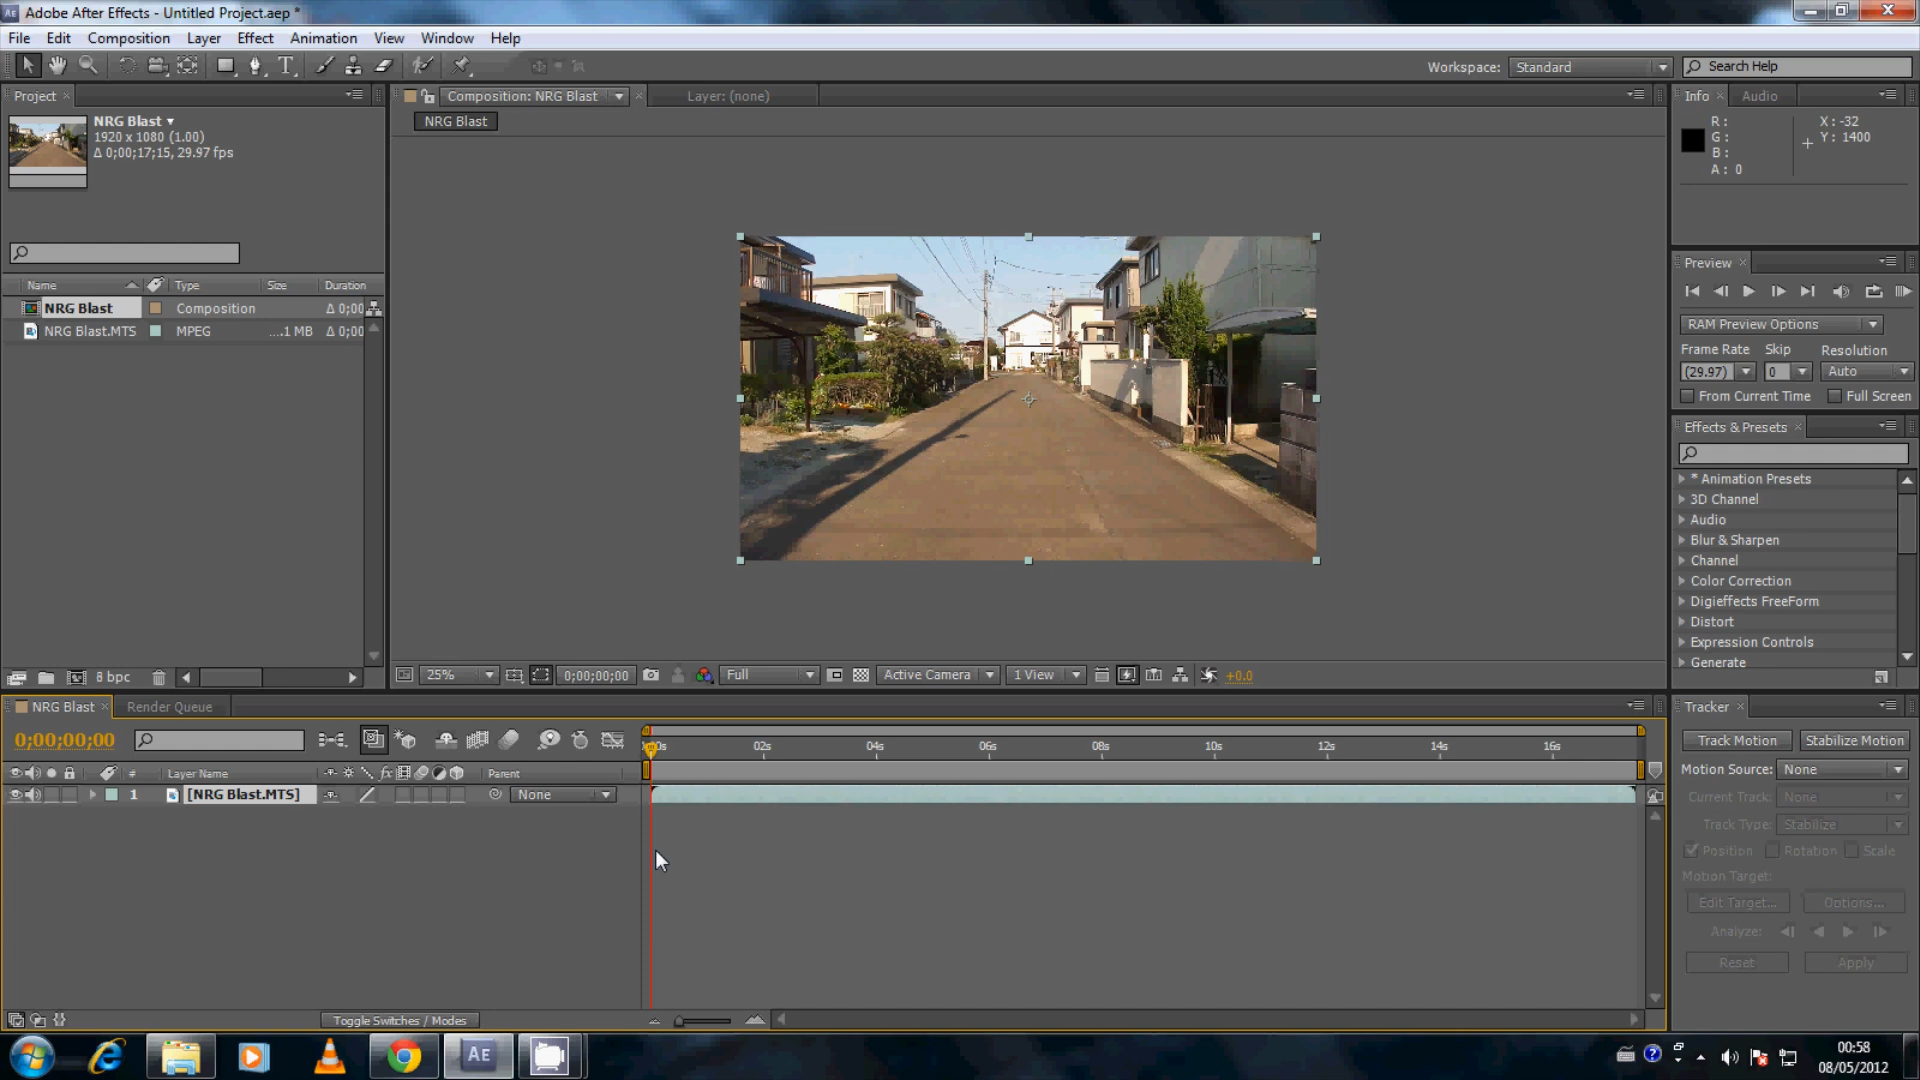 Adobe After Effects - Untitled Project.aep *
File Edit Composition Layer Effect Animation View Window Help
Workspace: Standard Search Help
Project
NRG Blast
1920 x 1080 (1.00)
Δ 0;00;17;15, 29.97 fps
Name Type Size Duration
NRG Blast Composition Δ 0;00
NRG Blast.MTS MPEG ....1 MB Δ 0;00
8 bpc
Composition: NRG Blast Layer: (none)
NRG Blast
25% 0;00;00;00 Full Active Camera 1 View +0.0
Info Audio
R :
G :
B :
A : 0
X : -32
Y : 1400
Preview
RAM Preview Options
Frame Rate Skip Resolution
(29.97) 0 Auto
From Current Time Full Screen
Effects & Presets
* Animation Presets
3D Channel
Audio
Blur & Sharpen
Channel
Color Correction
Digieffects FreeForm
Distort
Expression Controls
Generate
NRG Blast Render Queue
0;00;00;00
0s 02s 04s 06s 08s 10s 12s 14s 16s
# Layer Name fx Parent
1 [NRG Blast.MTS] None
Toggle Switches / Modes
Tracker
Track Motion Stabilize Motion
Motion Source: None
Current Track: None
Track Type: Stabilize
Position Rotation Scale
Motion Target:
Edit Target... Options...
Analyze:
Reset Apply
AE
00:58
08/05/2012